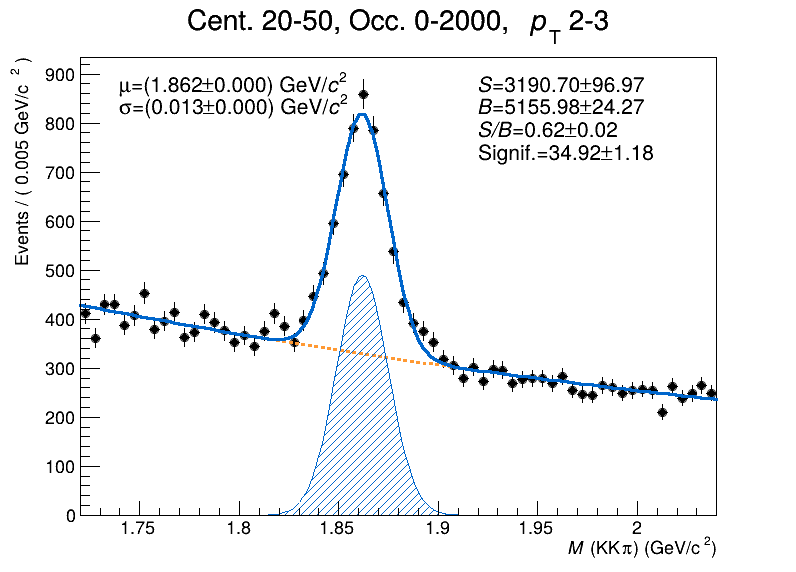 Cent. 20-50, Occ. 0-2000, pT 2-3
μ=(1.862±0.000) GeV/c²
σ=(0.013±0.000) GeV/c²
S=3190.70±96.97
B=5155.98±24.27
S/B=0.62±0.02
Signif.=34.92±1.18
Events / ( 0.005 GeV/c ² )
900
800
700
600
500
400
300
200
100
0
1.75 1.8 1.85 1.9 1.95 2
M (KKπ) (GeV/c²)